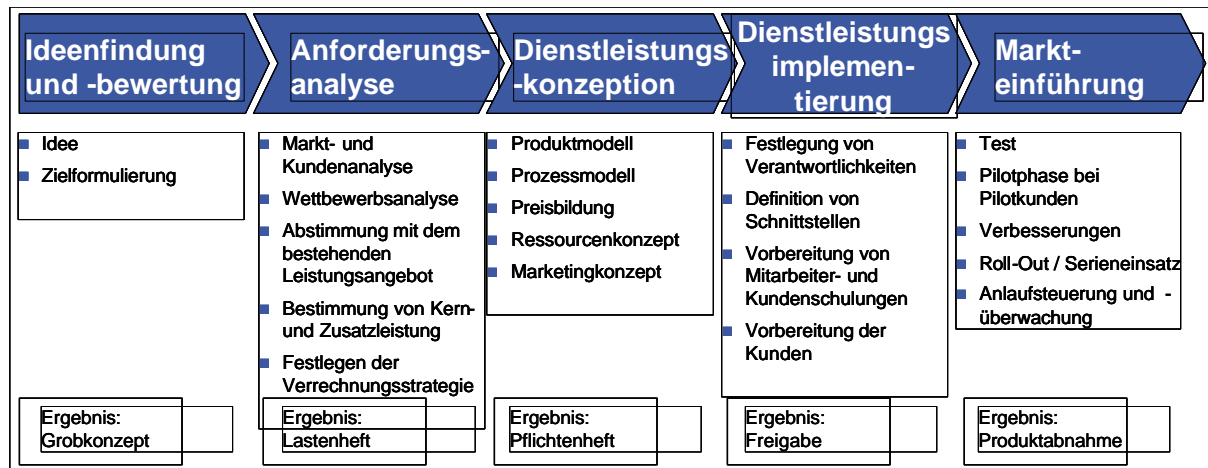 Ideenfindung
und -bewertung
Anforderungs-
analyse
Dienstleistungs
-konzeption
Dienstleistungs
implemen-
tierung
Markt-
einführung
Idee
Zielformulierung
Markt- und
Kundenanalyse
Wettbewerbsanalyse
Abstimmung mit dem
bestehenden
Leistungsangebot
Bestimmung von Kern-
und Zusatzleistung
Festlegen der
Verrechnungsstrategie
Produktmodell
Prozessmodell
Preisbildung
Ressourcenkonzept
Marketingkonzept
Festlegung von
Verantwortlichkeiten
Definition von
Schnittstellen
Vorbereitung von
Mitarbeiter- und
Kundenschulungen
Vorbereitung der
Kunden
Test
Pilotphase bei
Pilotkunden
Verbesserungen
Roll-Out / Serieneinsatz
Anlaufsteuerung und -
überwachung
Ergebnis:
Grobkonzept
Ergebnis:
Lastenheft
Ergebnis:
Pflichtenheft
Ergebnis:
Freigabe
Ergebnis:
Produktabnahme